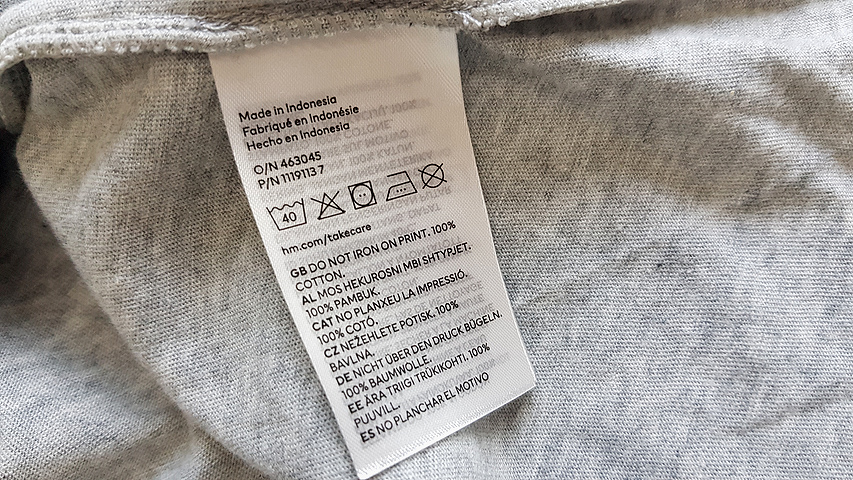 Made in Indonesia
Fabriqué en Indonésie
Hecho en Indonesia
O/N 463045
P/N 1119113 7
40
hm.com/takecare
GB DO NOT IRON ON PRINT. 100%
COTTON.
AL MOS HEKUROSNI MBI SHTYPJET.
100% PAMBUK.
CAT NO PLANXEU LA IMPRESSIÓ.
100% COTÓ.
CZ NEŽEHLETE POTISK. 100%
BAVLNA.
DE NICHT ÜBER DEN DRUCK BÜGELN.
100% BAUMWOLLE.
EE ÄRA TRIIGI TRÜKIKOHTI. 100%
PUUVILL.
ES NO PLANCHAR EL MOTIVO